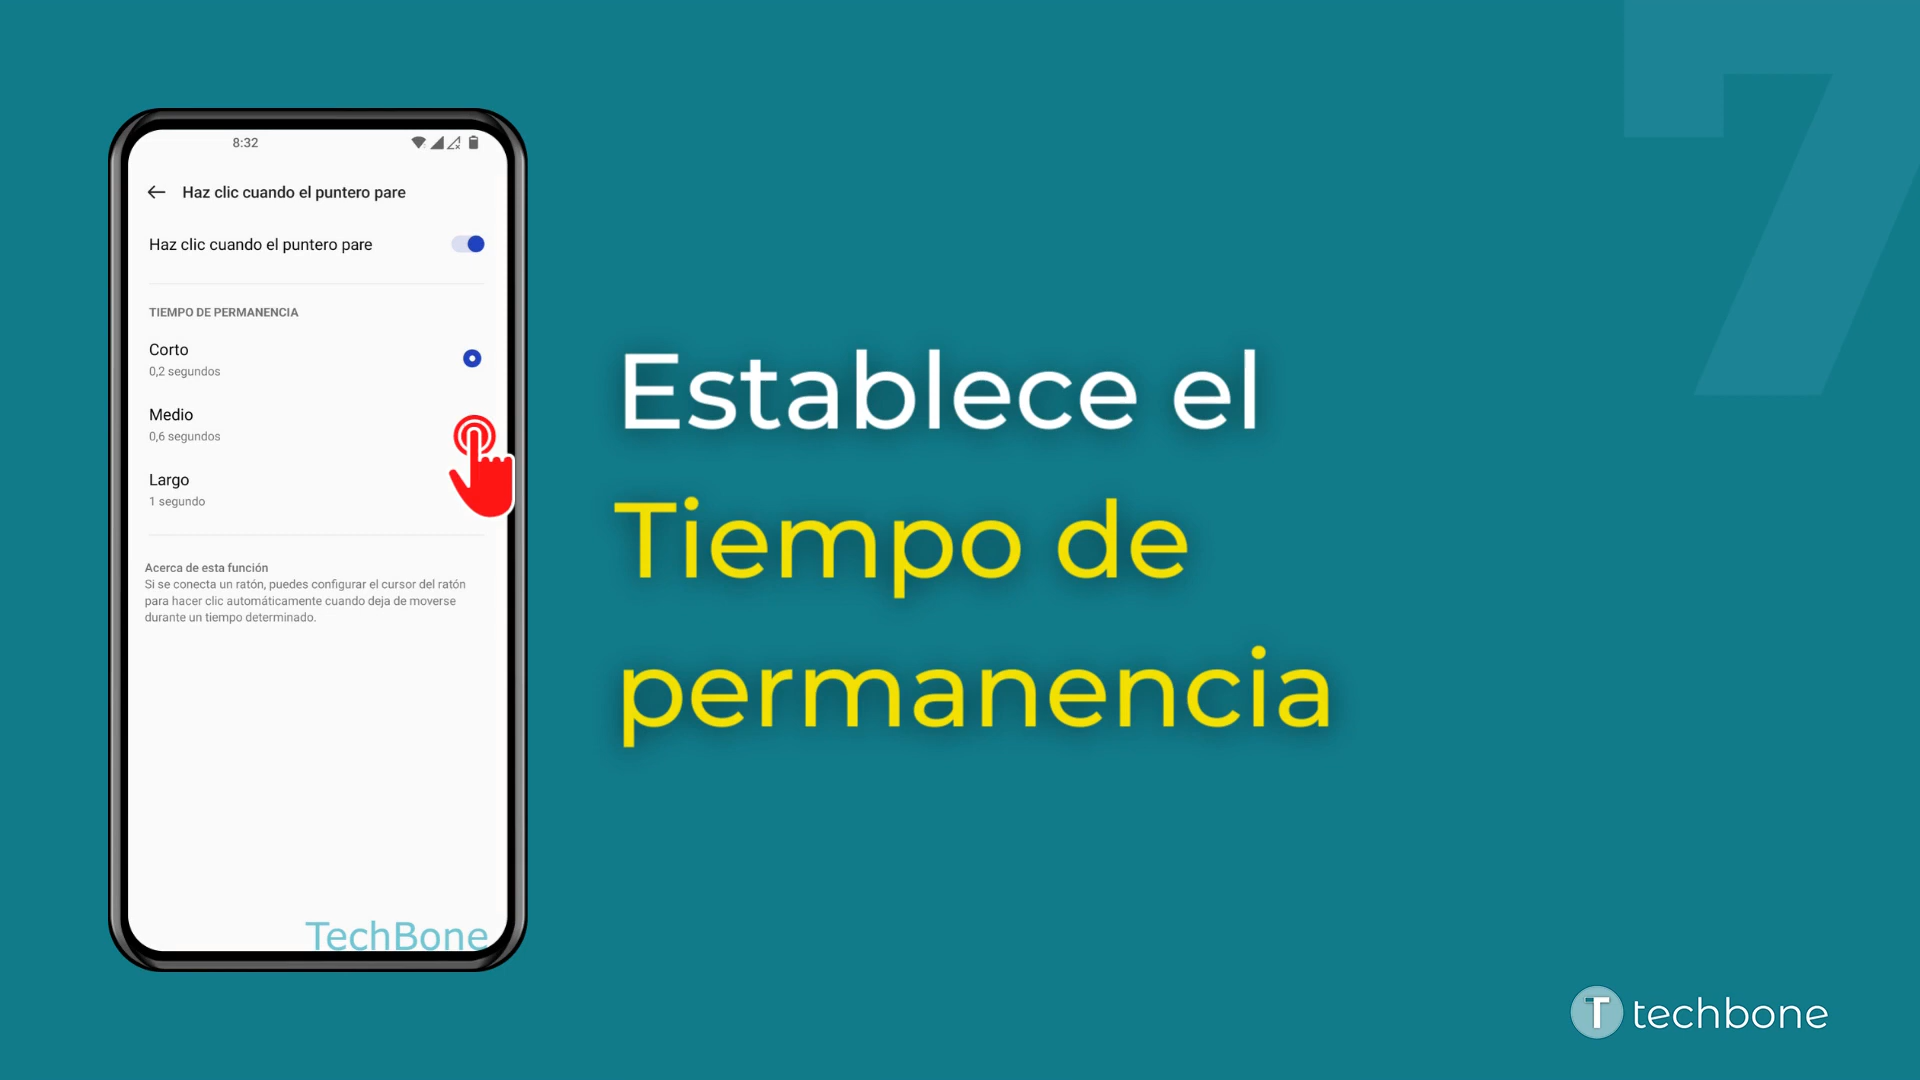 7
8:32
Haz clic cuando el puntero pare
Haz clic cuando el puntero pare
TIEMPO DE PERMANENCIA
Corto
0,2 segundos
Medio
0,6 segundos
Largo
1 segundo
Acerca de esta función
Si se conecta un ratón, puedes configurar el cursor del ratón
para hacer clic automáticamente cuando deja de moverse
durante un tiempo determinado.
TechBone
Establece el
Tiempo de
permanencia
T techbone